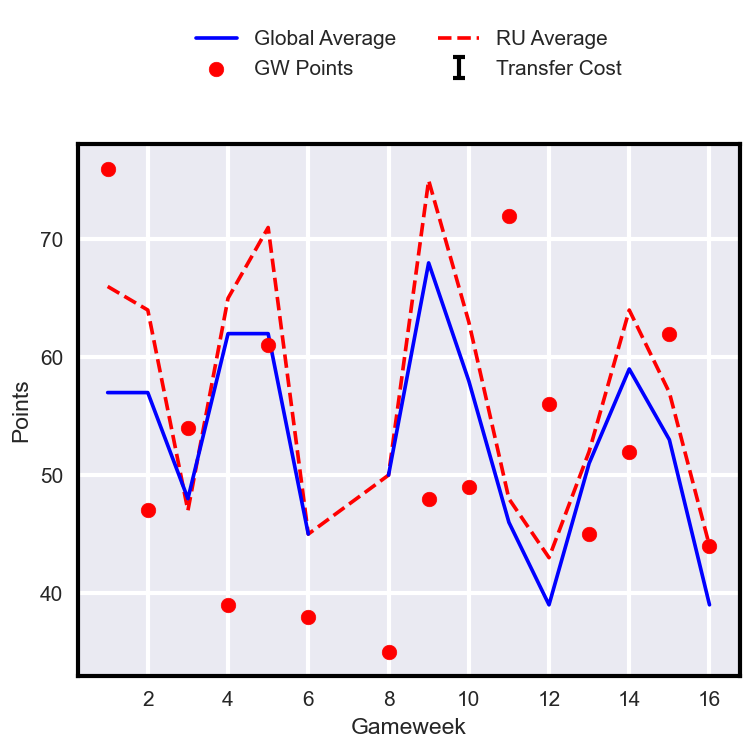 Global Average RU Average
GW Points Transfer Cost
70
60
50
40
2 4 6 8 10 12 14 16
Points
Gameweek